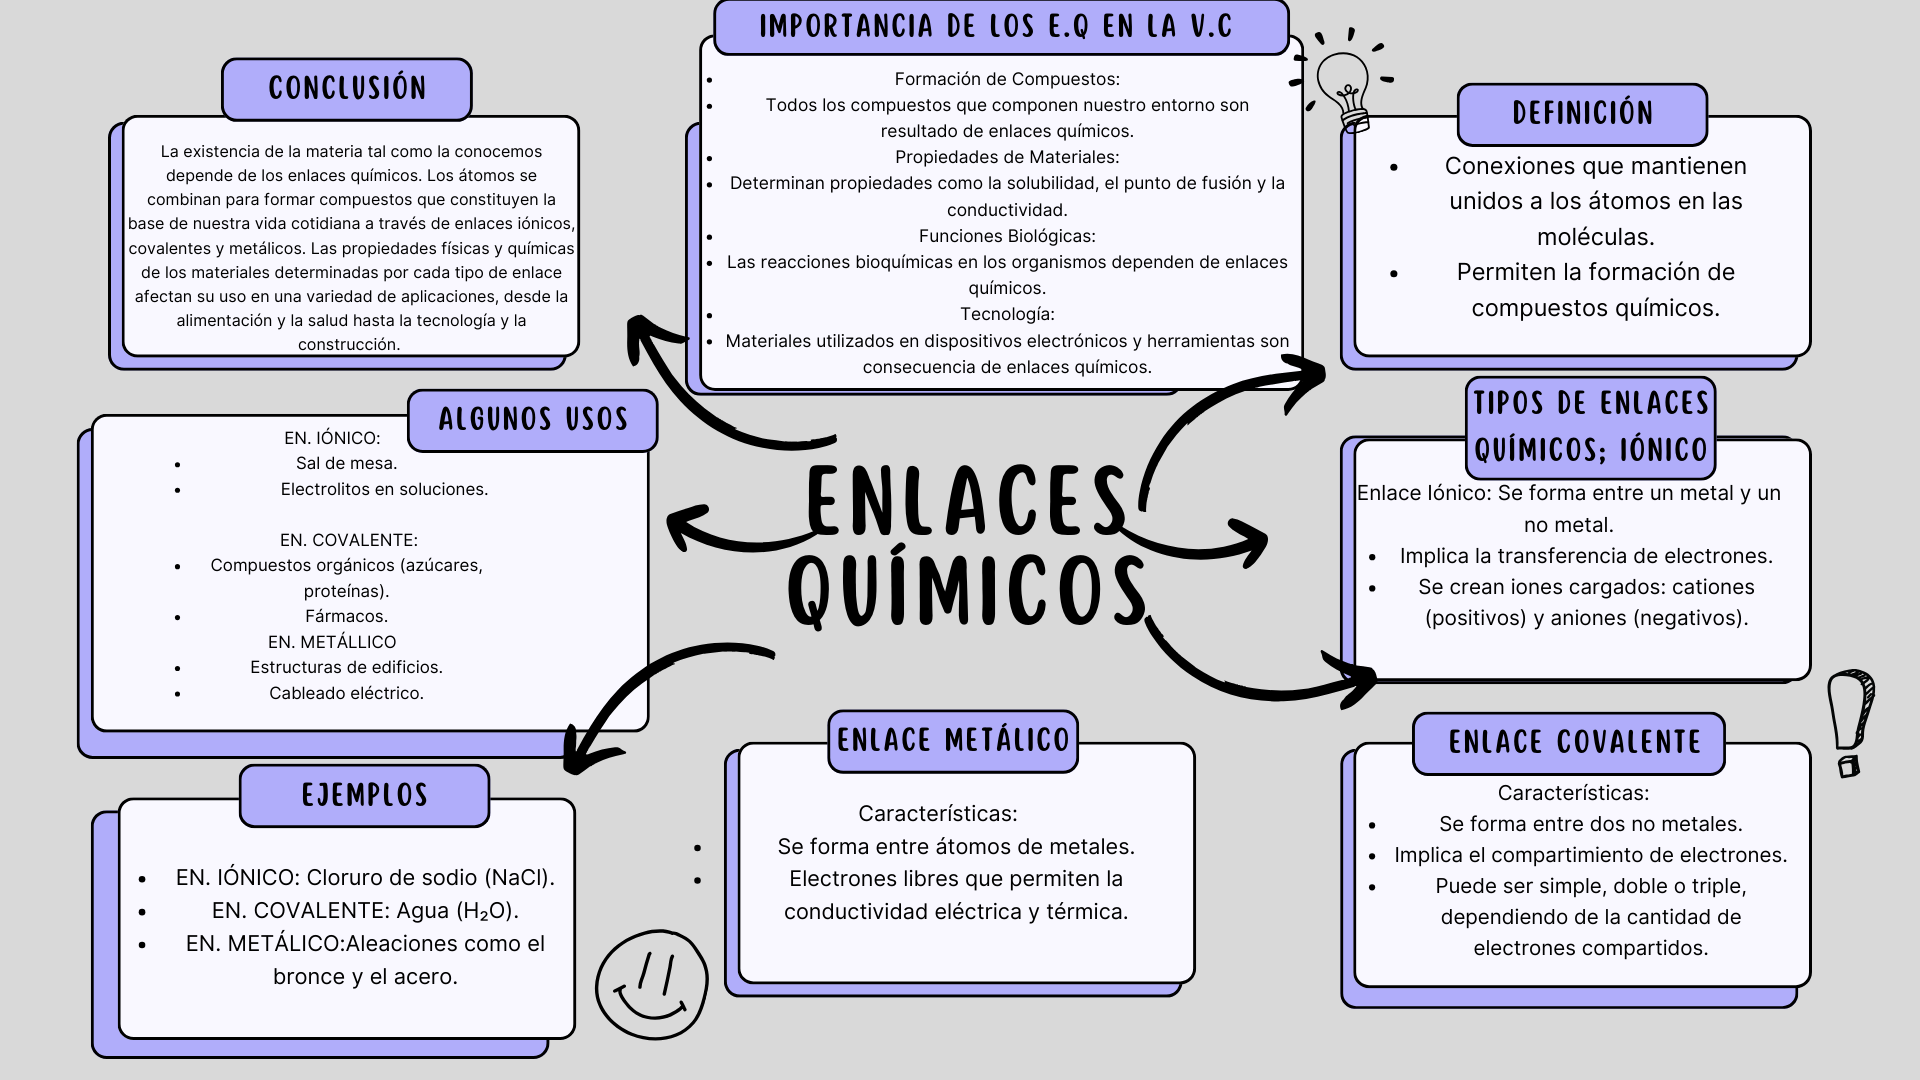 IMPORTANCIA DE LOS E.Q EN LA V.C
• Formación de Compuestos:
• Todos los compuestos que componen nuestro entorno son
resultado de enlaces químicos.
• Propiedades de Materiales:
• Determinan propiedades como la solubilidad, el punto de fusión y la
conductividad.
• Funciones Biológicas:
• Las reacciones bioquímicas en los organismos dependen de enlaces
químicos.
• Tecnología:
• Materiales utilizados en dispositivos electrónicos y herramientas son
consecuencia de enlaces químicos.
CONCLUSIÓN
La existencia de la materia tal como la conocemos
depende de los enlaces químicos. Los átomos se
combinan para formar compuestos que constituyen la
base de nuestra vida cotidiana a través de enlaces iónicos,
covalentes y metálicos. Las propiedades físicas y químicas
de los materiales determinadas por cada tipo de enlace
afectan su uso en una variedad de aplicaciones, desde la
alimentación y la salud hasta la tecnología y la
construcción.
DEFINICIÓN
• Conexiones que mantienen
unidos a los átomos en las
moléculas.
• Permiten la formación de
compuestos químicos.
ALGUNOS USOS
EN. IÓNICO:
• Sal de mesa.
• Electrolitos en soluciones.
EN. COVALENTE:
• Compuestos orgánicos (azúcares,
proteínas).
• Fármacos.
EN. METÁLLICO
• Estructuras de edificios.
• Cableado eléctrico.
ENLACES
QUÍMICOS
TIPOS DE ENLACES
QUÍMICOS; IÓNICO
Enlace Iónico: Se forma entre un metal y un
no metal.
• Implica la transferencia de electrones.
• Se crean iones cargados: cationes
(positivos) y aniones (negativos).
EJEMPLOS
• EN. IÓNICO: Cloruro de sodio (NaCl).
• EN. COVALENTE: Agua (H₂O).
• EN. METÁLICO:Aleaciones como el
bronce y el acero.
ENLACE METÁLICO
Características:
• Se forma entre átomos de metales.
• Electrones libres que permiten la
conductividad eléctrica y térmica.
ENLACE COVALENTE
Características:
• Se forma entre dos no metales.
• Implica el compartimiento de electrones.
• Puede ser simple, doble o triple,
dependiendo de la cantidad de
electrones compartidos.